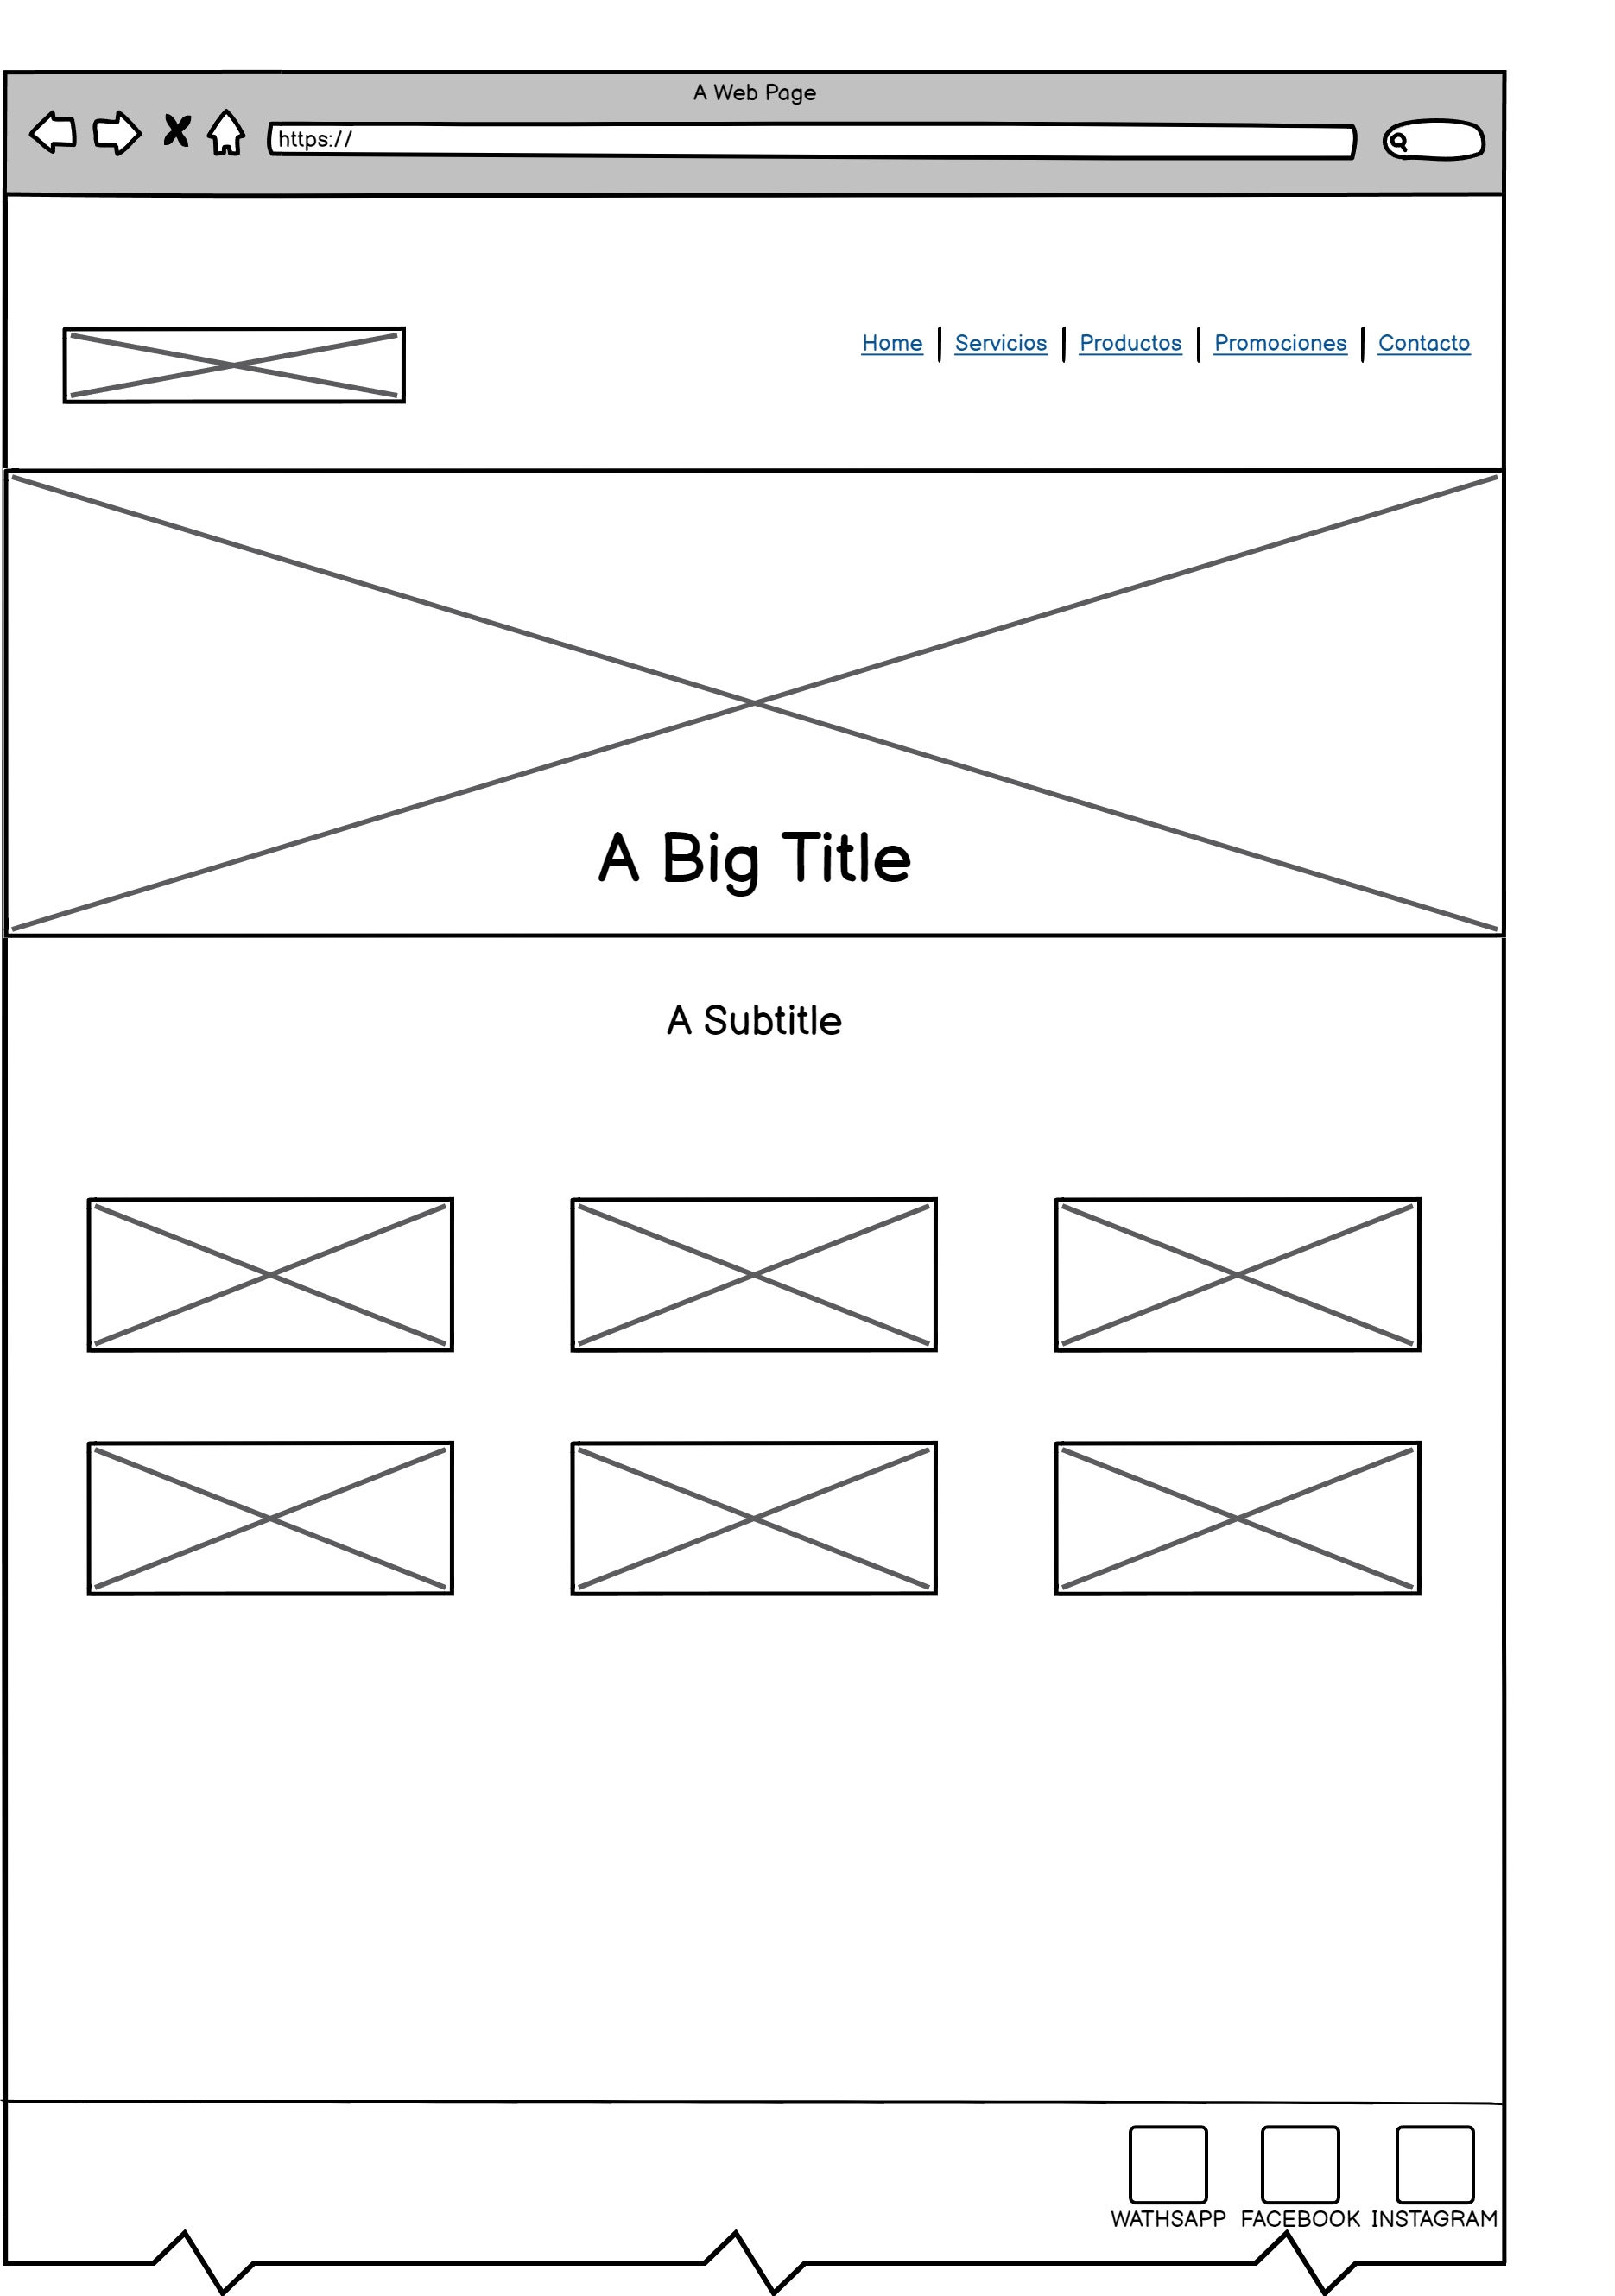 A Web Page
https://
Home Servicios Productos Promociones Contacto
A Big Title
A Subtitle
WATHSAPP FACEBOOK INSTAGRAM